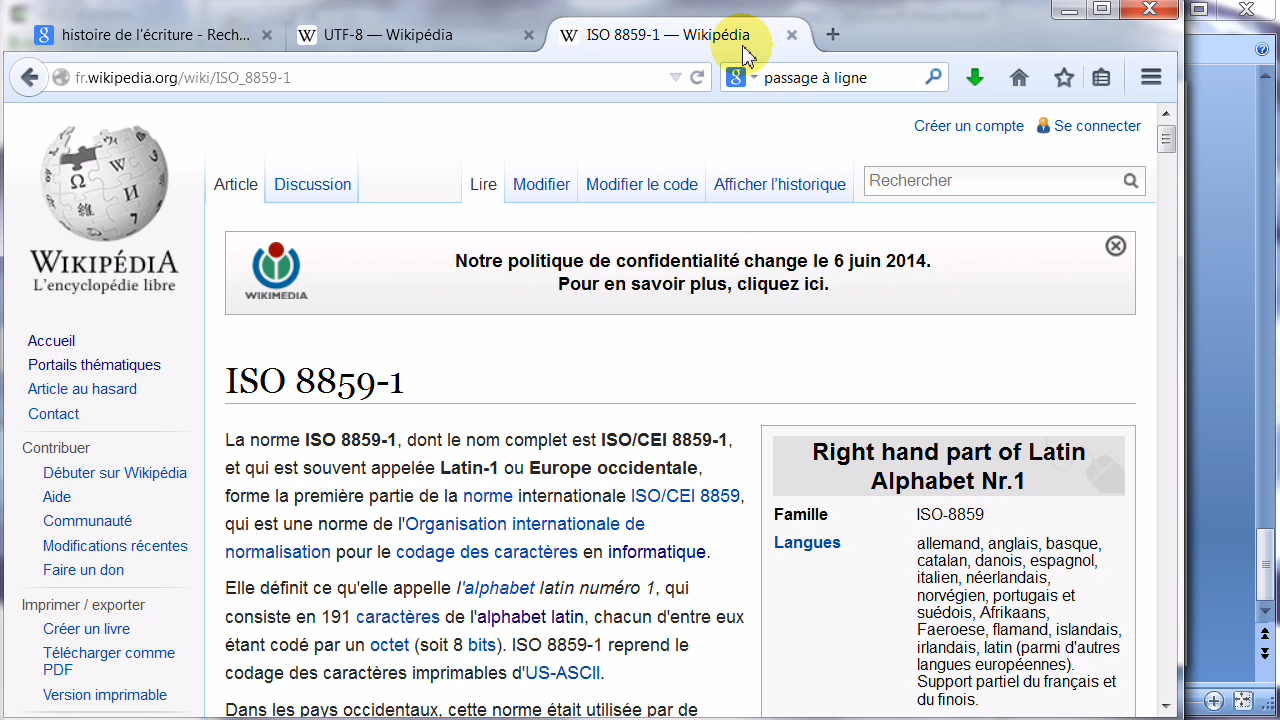 histoire de l'écriture - Rech...
UTF-8 — Wikipédia
ISO 8859-1 — Wikipédia
fr.wikipedia.org/wiki/ISO_8859-1
passage à ligne
Créer un compte
Se connecter
Article
Discussion
Lire
Modifier
Modifier le code
Afficher l'historique
Rechercher
WIKIPÉDIA
L'encyclopédie libre
WIKIMEDIA
Notre politique de confidentialité change le 6 juin 2014.
Pour en savoir plus, cliquez ici.
Accueil
Portails thématiques
Article au hasard
Contact
Contribuer
Débuter sur Wikipédia
Aide
Communauté
Modifications récentes
Faire un don
Imprimer / exporter
Créer un livre
Télécharger comme
PDF
Version imprimable
ISO 8859-1
La norme ISO 8859-1, dont le nom complet est ISO/CEI 8859-1,
et qui est souvent appelée Latin-1 ou Europe occidentale,
forme la première partie de la norme internationale ISO/CEI 8859,
qui est une norme de l'Organisation internationale de
normalisation pour le codage des caractères en informatique.
Elle définit ce qu'elle appelle l'alphabet latin numéro 1, qui
consiste en 191 caractères de l'alphabet latin, chacun d'entre eux
étant codé par un octet (soit 8 bits). ISO 8859-1 reprend le
codage des caractères imprimables d'US-ASCII.
Dans les pays occidentaux, cette norme était utilisée par de
Right hand part of Latin
Alphabet Nr.1
Famille
ISO-8859
Langues
allemand, anglais, basque,
catalan, danois, espagnol,
italien, néerlandais,
norvégien, portugais et
suédois, Afrikaans,
Faeroese, flamand, islandais,
irlandais, latin (parmi d'autres
langues européennes).
Support partiel du français et
du finois.